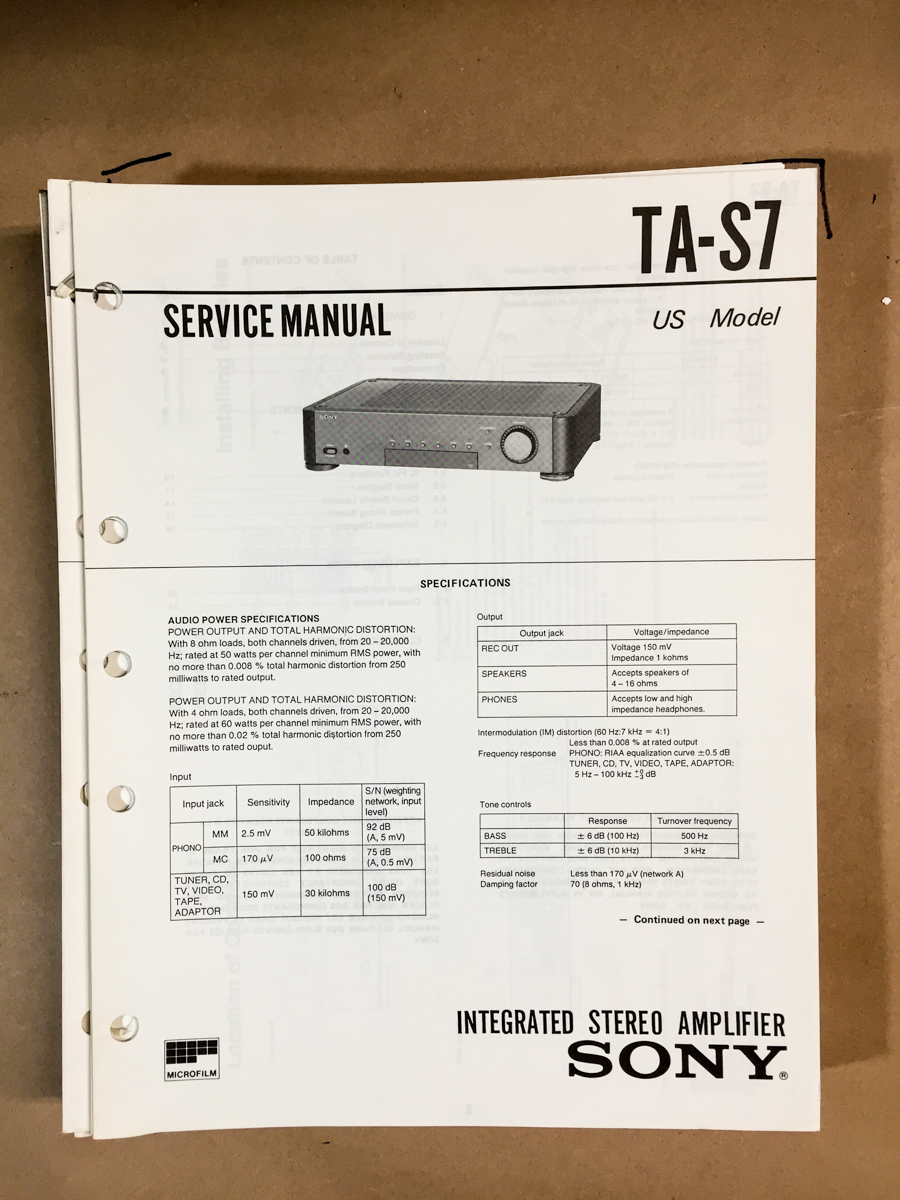 TA-S7
SERVICE MANUAL
US Model
SONY
SPECIFICATIONS
AUDIO POWER SPECIFICATIONS
POWER OUTPUT AND TOTAL HARMONIC DISTORTION:
With 8 ohm loads, both channels driven, from 20 – 20,000
Hz; rated at 50 watts per channel minimum RMS power, with
no more than 0.008 % total harmonic distortion from 250
milliwatts to rated output.
POWER OUTPUT AND TOTAL HARMONIC DISTORTION:
With 4 ohm loads, both channels driven, from 20 – 20,000
Hz; rated at 60 watts per channel minimum RMS power, with
no more than 0.02 % total harmonic distortion from 250
milliwatts to rated ouput.
Input
Input jack Sensitivity Impedance S/N (weighting
network, input
level)
PHONO MM 2.5 mV 50 kilohms 92 dB
(A, 5 mV)
MC 170 μV 100 ohms 75 dB
(A, 0.5 mV)
TUNER, CD,
TV, VIDEO,
TAPE,
ADAPTOR 150 mV 30 kilohms 100 dB
(150 mV)
Output
Output jack Voltage/impedance
REC OUT Voltage 150 mV
Impedance 1 kohms
SPEAKERS Accepts speakers of
4 – 16 ohms
PHONES Accepts low and high
impedance headphones.
Intermodulation (IM) distortion (60 Hz:7 kHz = 4:1)
Less than 0.008 % at rated output
Frequency response PHONO: RIAA equalization curve ±0.5 dB
TUNER, CD, TV, VIDEO, TAPE, ADAPTOR:
5 Hz – 100 kHz +0 −3 dB
Tone controls
Response Turnover frequency
BASS ± 6 dB (100 Hz) 500 Hz
TREBLE ± 6 dB (10 kHz) 3 kHz
Residual noise Less than 170 μV (network A)
Damping factor 70 (8 ohms, 1 kHz)
— Continued on next page —
MICROFILM
INTEGRATED STEREO AMPLIFIER
SONY®